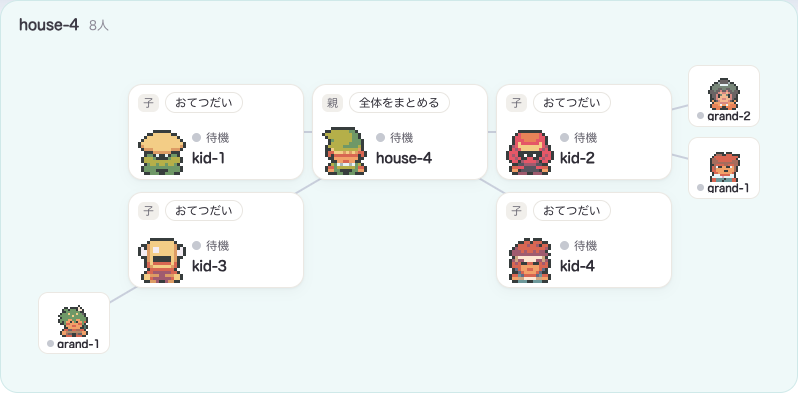 house-4 8人
子 おてつだい
待機
kid-1
親 全体をまとめる
待機
house-4
子 おてつだい
待機
kid-2
grand-2
grand-1
子 おてつだい
待機
kid-3
子 おてつだい
待機
kid-4
grand-1